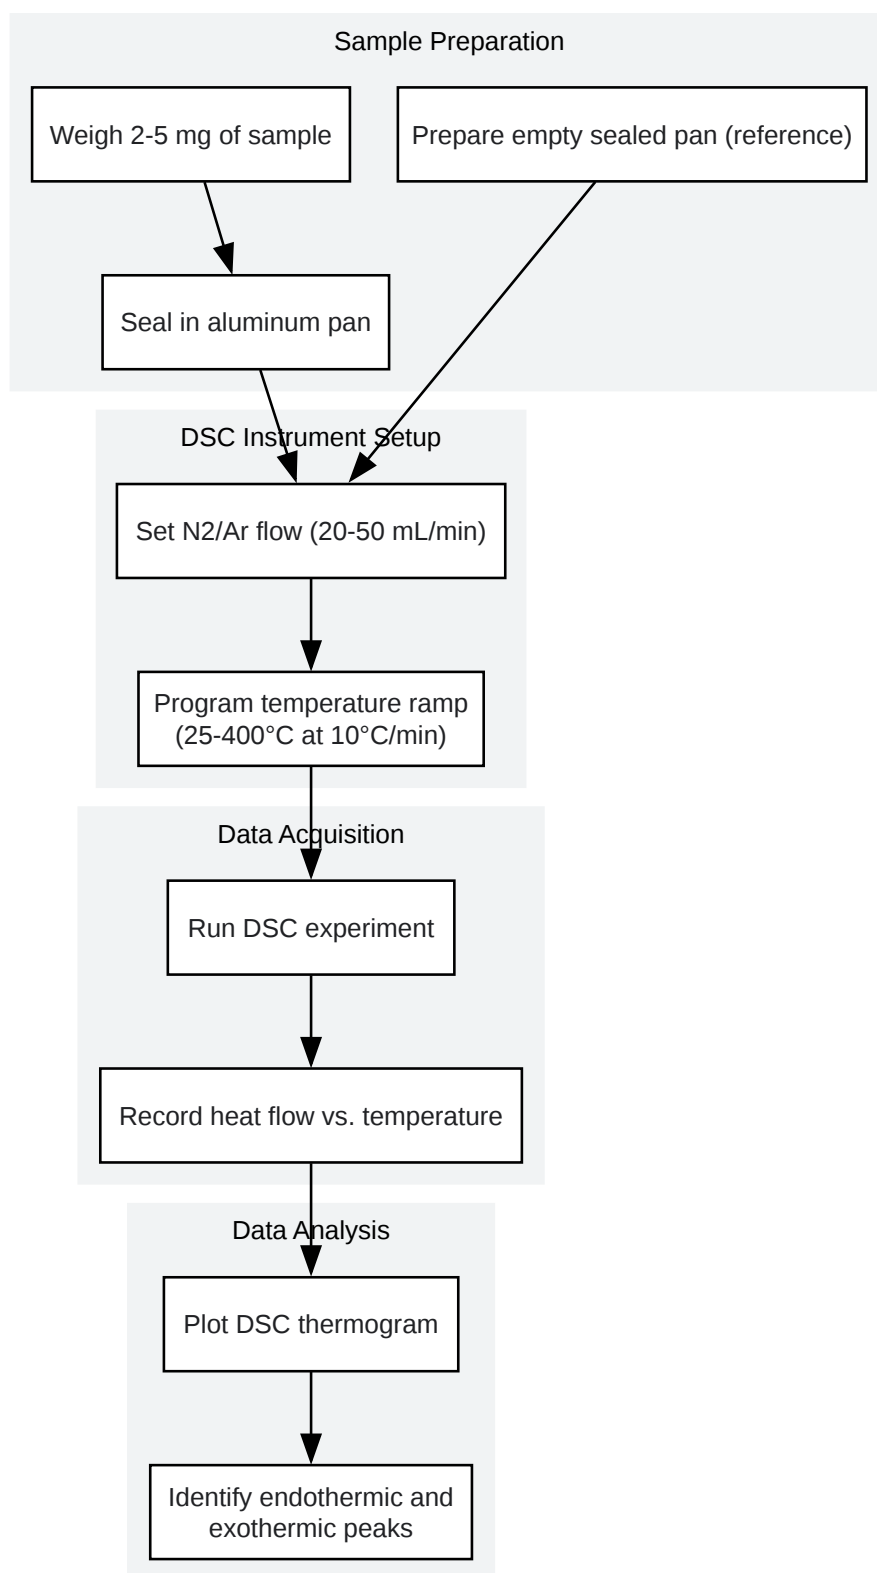 Sample Preparation
Weigh 2-5 mg of sample
Prepare empty sealed pan (reference)
Seal in aluminum pan
DSC Instrument Setup
Set N2/Ar flow (20-50 mL/min)
Program temperature ramp
(25-400°C at 10°C/min)
Data Acquisition
Run DSC experiment
Record heat flow vs. temperature
Data Analysis
Plot DSC thermogram
Identify endothermic and
exothermic peaks